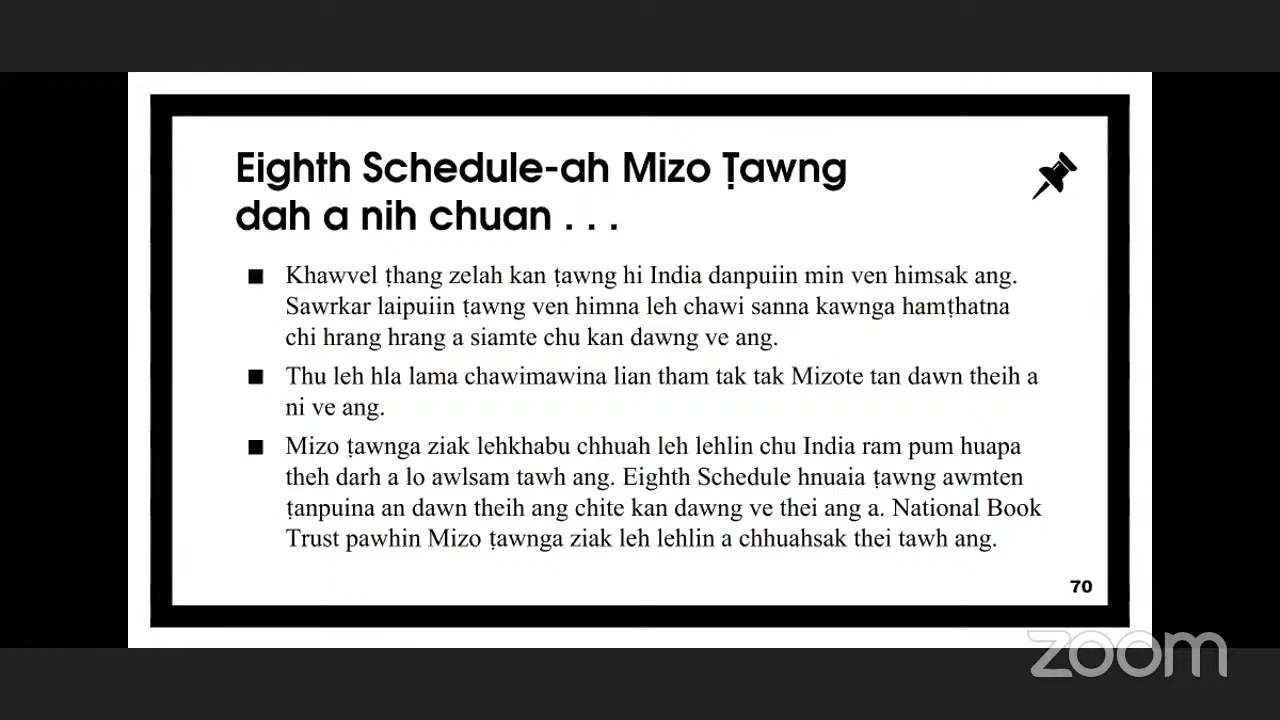 Eighth Schedule-ah Mizo Ṭawng
dah a nih chuan . . .
■ Khawvel ṭhang zelah kan ṭawng hi India danpuiin min ven himsak ang.
Sawrkar laipuiin ṭawng ven himna leh chawi sanna kawnga hamṭhatna
chi hrang hrang a siamte chu kan dawng ve ang.
■ Thu leh hla lama chawimawina lian tham tak tak Mizote tan dawn theih a
ni ve ang.
■ Mizo ṭawnga ziak lehkhabu chhuah leh lehlin chu India ram pum huapa
theh darh a lo awlsam tawh ang. Eighth Schedule hnuaia ṭawng awmten
ṭanpuina an dawn theih ang chite kan dawng ve thei ang a. National Book
Trust pawhin Mizo ṭawnga ziak leh lehlin a chhuahsak thei tawh ang.
70
zoom